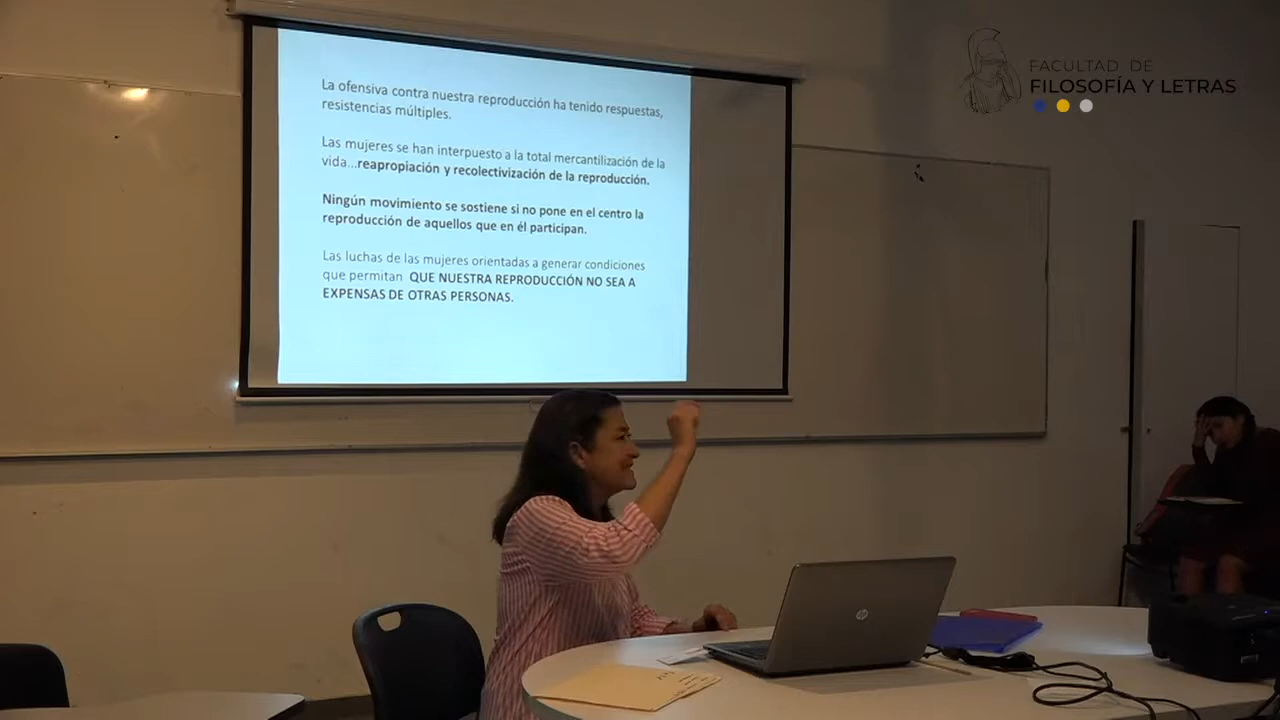 La ofensiva contra nuestra reproducción ha tenido respuestas,
resistencias múltiples.
Las mujeres se han interpuesto a la total mercantilización de la
vida...reapropiación y recolectivización de la reproducción.
Ningún movimiento se sostiene si no pone en el centro la
reproducción de aquellos que en él participan.
Las luchas de las mujeres orientadas a generar condiciones
que permitan QUE NUESTRA REPRODUCCIÓN NO SEA A
EXPENSAS DE OTRAS PERSONAS.
FACULTAD DE
FILOSOFÍA Y LETRAS
hp